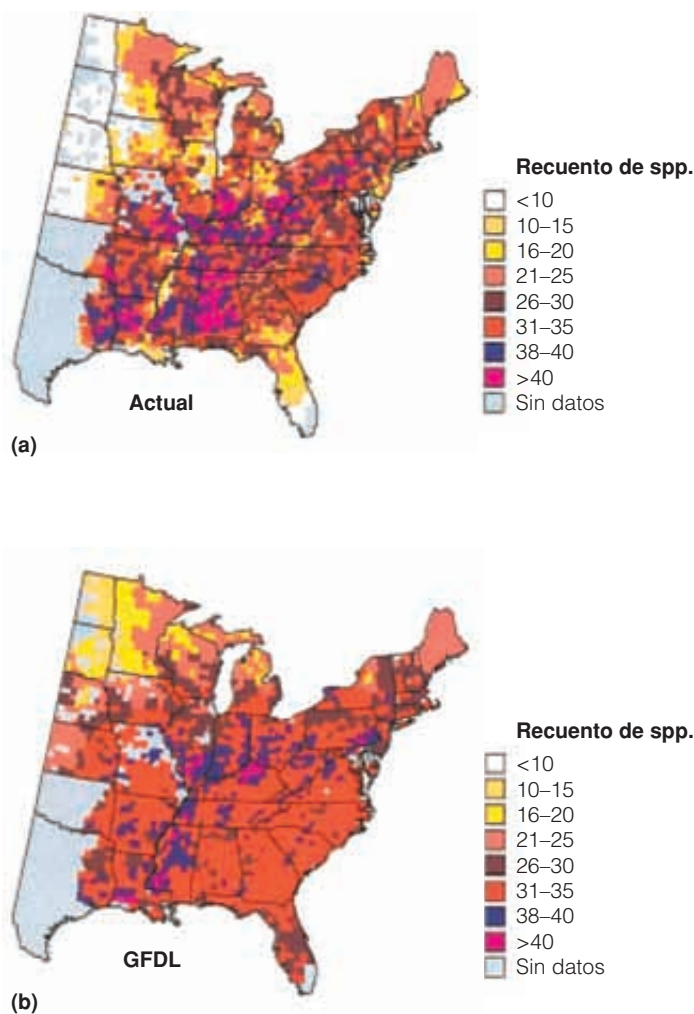 Recuento de spp.
<10
10–15
16–20
21–25
26–30
31–35
38–40
>40
Sin datos
Actual
(a)
Recuento de spp.
<10
10–15
16–20
21–25
26–30
31–35
38–40
>40
Sin datos
GFDL
(b)